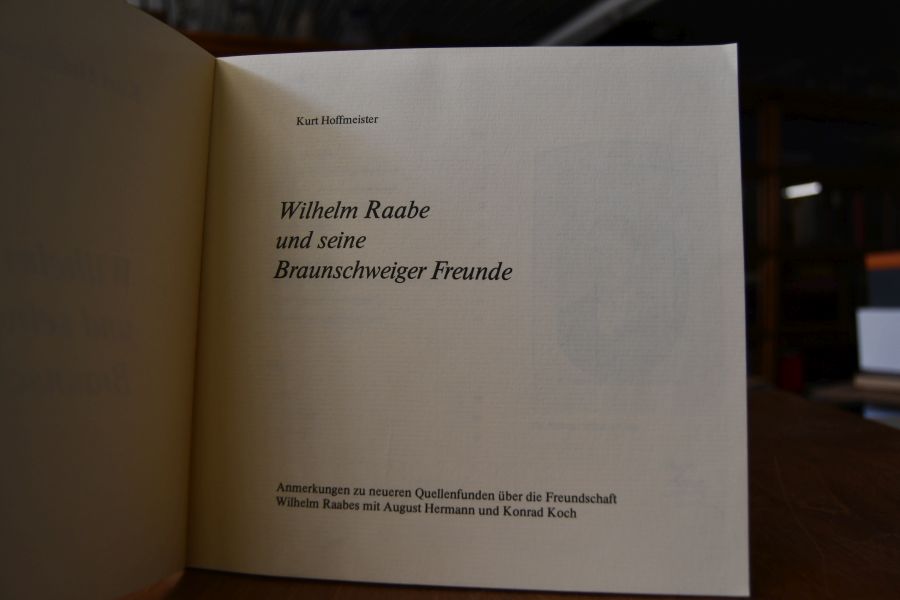 Kurt Hoffmeister
Wilhelm Raabe
und seine
Braunschweiger Freunde
Anmerkungen zu neueren Quellenfunden über die Freundschaft
Wilhelm Raabes mit August Hermann und Konrad Koch